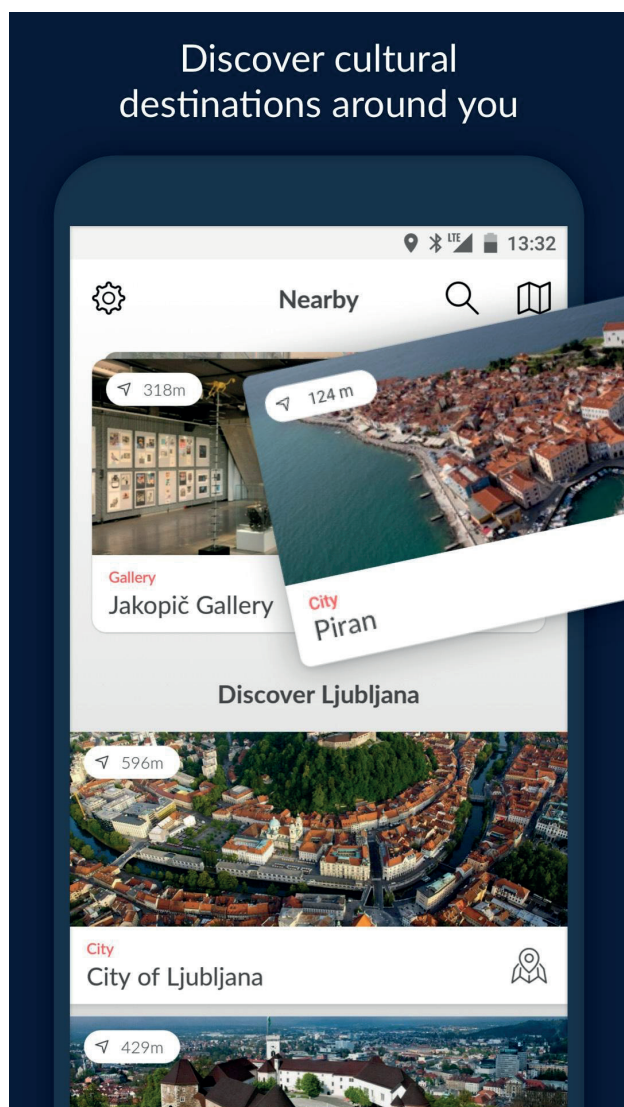 Discover cultural
destinations around you
LTE
13:32
Nearby
318m
124 m
Gallery
Jakopič Gallery
City
Piran
Discover Ljubljana
596m
City
City of Ljubljana
429m